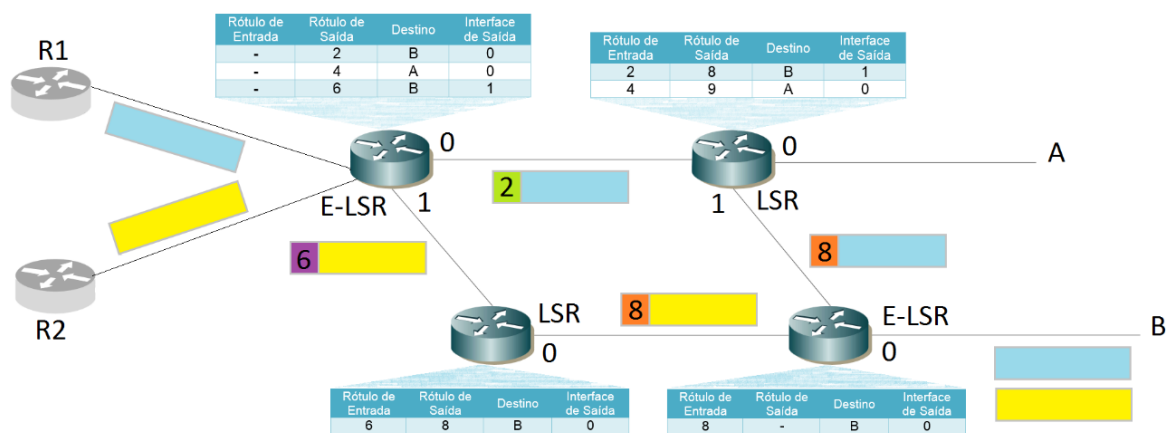 Rótulo de Entrada Rótulo de Saída Destino Interface de Saída
- 2 B 0
- 4 A 0
- 6 B 1
Rótulo de Entrada Rótulo de Saída Destino Interface de Saída
2 8 B 1
4 9 A 0
R1
0
0
A
2
E-LSR
1
1
LSR
6
8
R2
LSR
8
E-LSR
B
0
0
Rótulo de Entrada Rótulo de Saída Destino Interface de Saída
6 8 B 0
Rótulo de Entrada Rótulo de Saída Destino Interface de Saída
8 - B 0